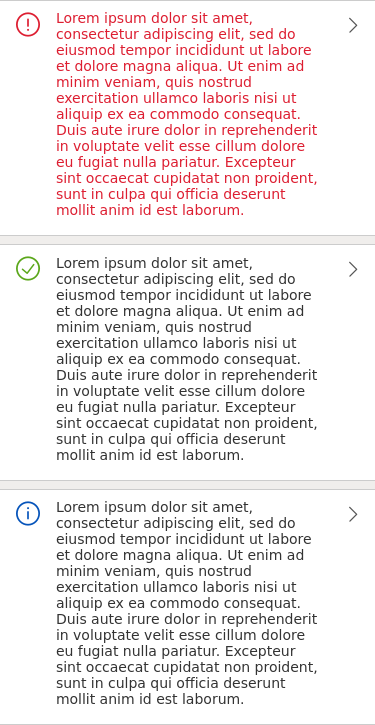 Lorem ipsum dolor sit amet,
consectetur adipiscing elit, sed do
eiusmod tempor incididunt ut labore
et dolore magna aliqua. Ut enim ad
minim veniam, quis nostrud
exercitation ullamco laboris nisi ut
aliquip ex ea commodo consequat.
Duis aute irure dolor in reprehenderit
in voluptate velit esse cillum dolore
eu fugiat nulla pariatur. Excepteur
sint occaecat cupidatat non proident,
sunt in culpa qui officia deserunt
mollit anim id est laborum.
Lorem ipsum dolor sit amet,
consectetur adipiscing elit, sed do
eiusmod tempor incididunt ut labore
et dolore magna aliqua. Ut enim ad
minim veniam, quis nostrud
exercitation ullamco laboris nisi ut
aliquip ex ea commodo consequat.
Duis aute irure dolor in reprehenderit
in voluptate velit esse cillum dolore
eu fugiat nulla pariatur. Excepteur
sint occaecat cupidatat non proident,
sunt in culpa qui officia deserunt
mollit anim id est laborum.
Lorem ipsum dolor sit amet,
consectetur adipiscing elit, sed do
eiusmod tempor incididunt ut labore
et dolore magna aliqua. Ut enim ad
minim veniam, quis nostrud
exercitation ullamco laboris nisi ut
aliquip ex ea commodo consequat.
Duis aute irure dolor in reprehenderit
in voluptate velit esse cillum dolore
eu fugiat nulla pariatur. Excepteur
sint occaecat cupidatat non proident,
sunt in culpa qui officia deserunt
mollit anim id est laborum.